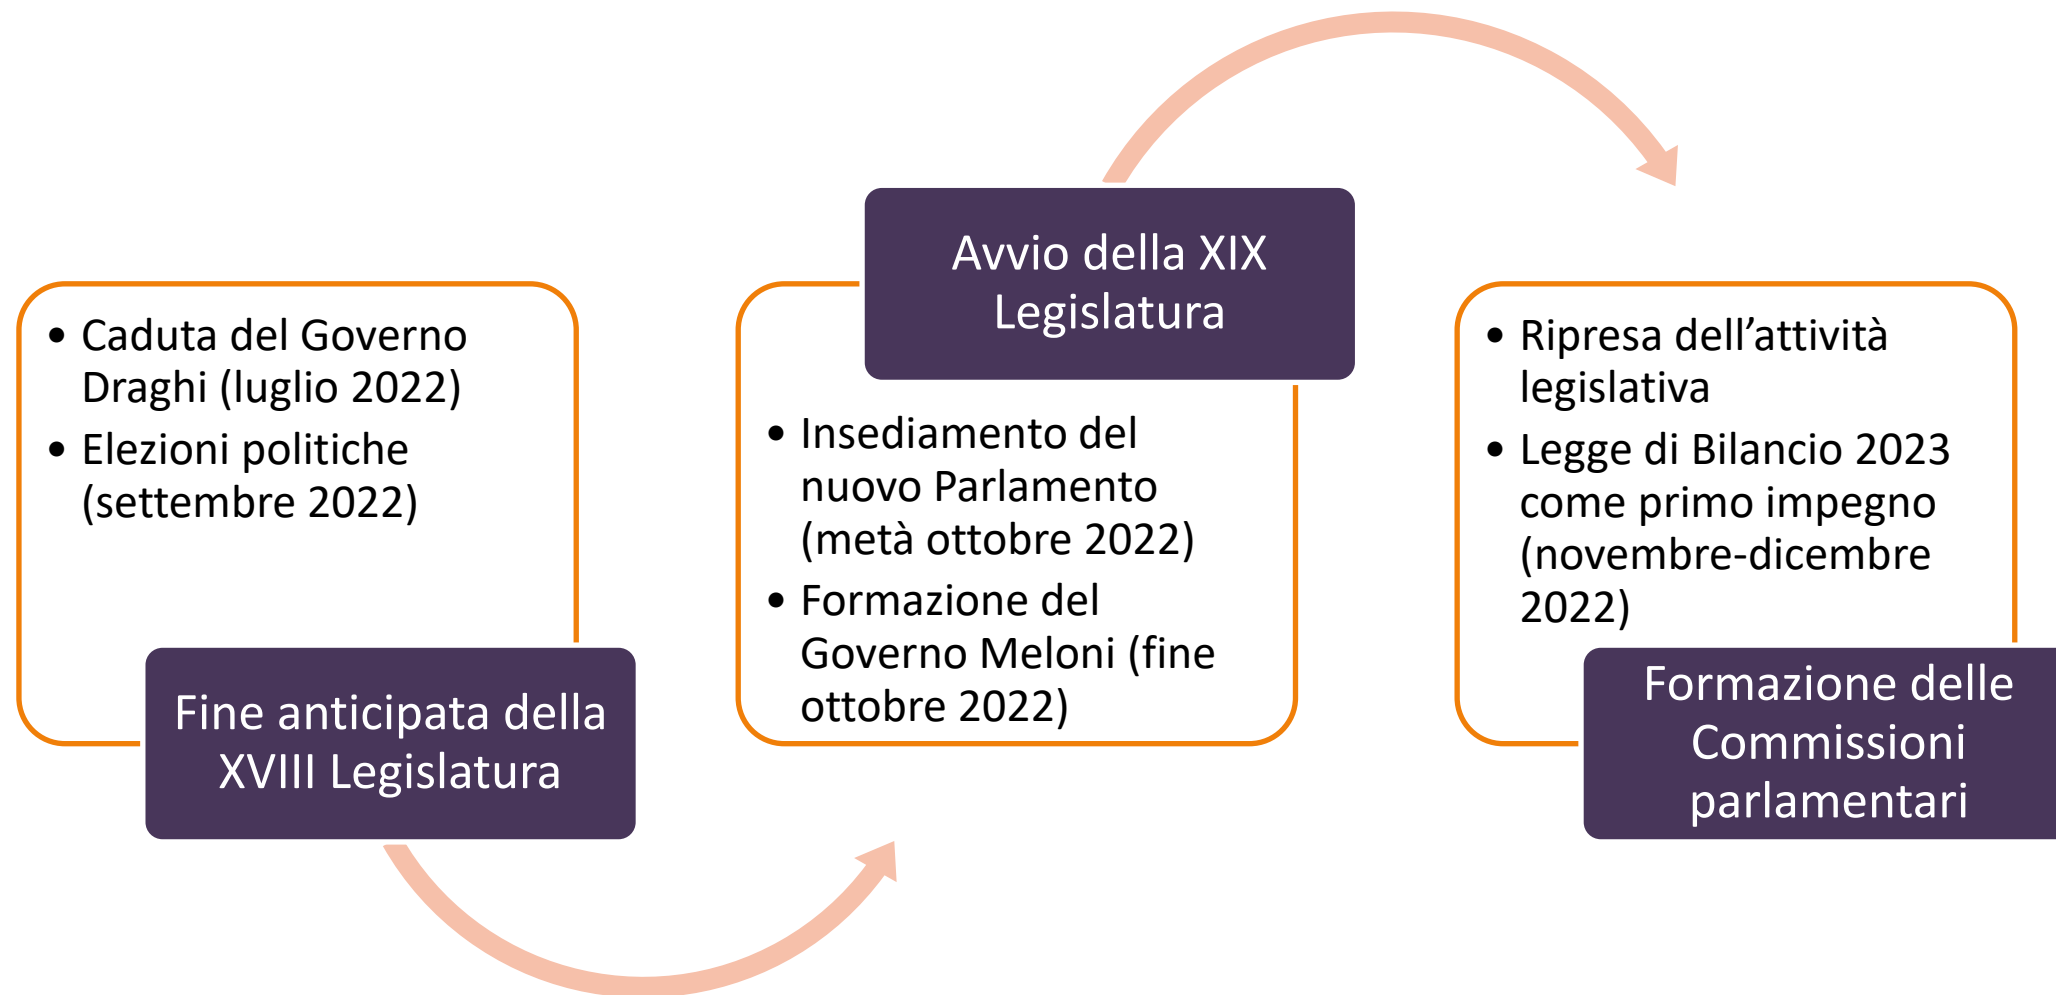 • Caduta del Governo
Draghi (luglio 2022)
• Elezioni politiche
(settembre 2022)
Fine anticipata della
XVIII Legislatura
Avvio della XIX
Legislatura
• Insediamento del
nuovo Parlamento
(metà ottobre 2022)
• Formazione del
Governo Meloni (fine
ottobre 2022)
• Ripresa dell’attività
legislativa
• Legge di Bilancio 2023
come primo impegno
(novembre-dicembre
2022)
Formazione delle
Commissioni
parlamentari